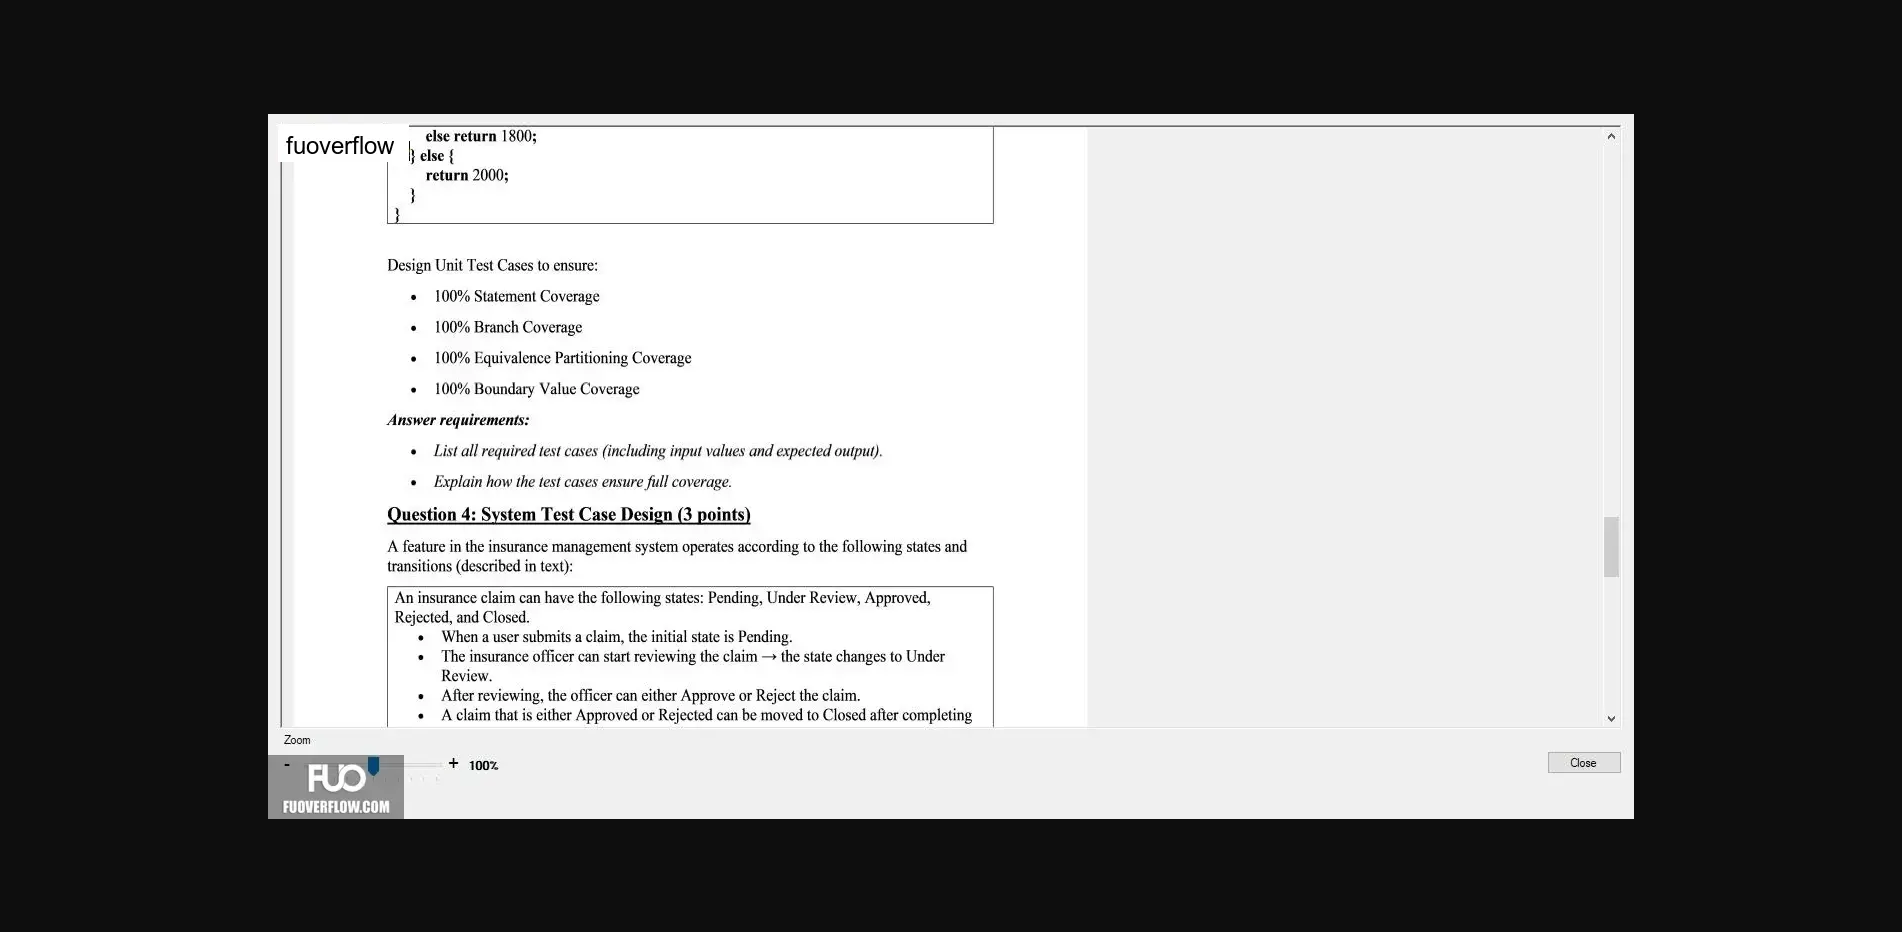 fuoverflow
else return 1800;
} else {
return 2000;
}
}
Design Unit Test Cases to ensure:
• 100% Statement Coverage
• 100% Branch Coverage
• 100% Equivalence Partitioning Coverage
• 100% Boundary Value Coverage
Answer requirements:
• List all required test cases (including input values and expected output).
• Explain how the test cases ensure full coverage.
Question 4: System Test Case Design (3 points)
A feature in the insurance management system operates according to the following states and
transitions (described in text):
An insurance claim can have the following states: Pending, Under Review, Approved,
Rejected, and Closed.
• When a user submits a claim, the initial state is Pending.
• The insurance officer can start reviewing the claim → the state changes to Under
Review.
• After reviewing, the officer can either Approve or Reject the claim.
• A claim that is either Approved or Rejected can be moved to Closed after completing
Zoom
- + 100%
Close
FUO
FUOVERFLOW.COM